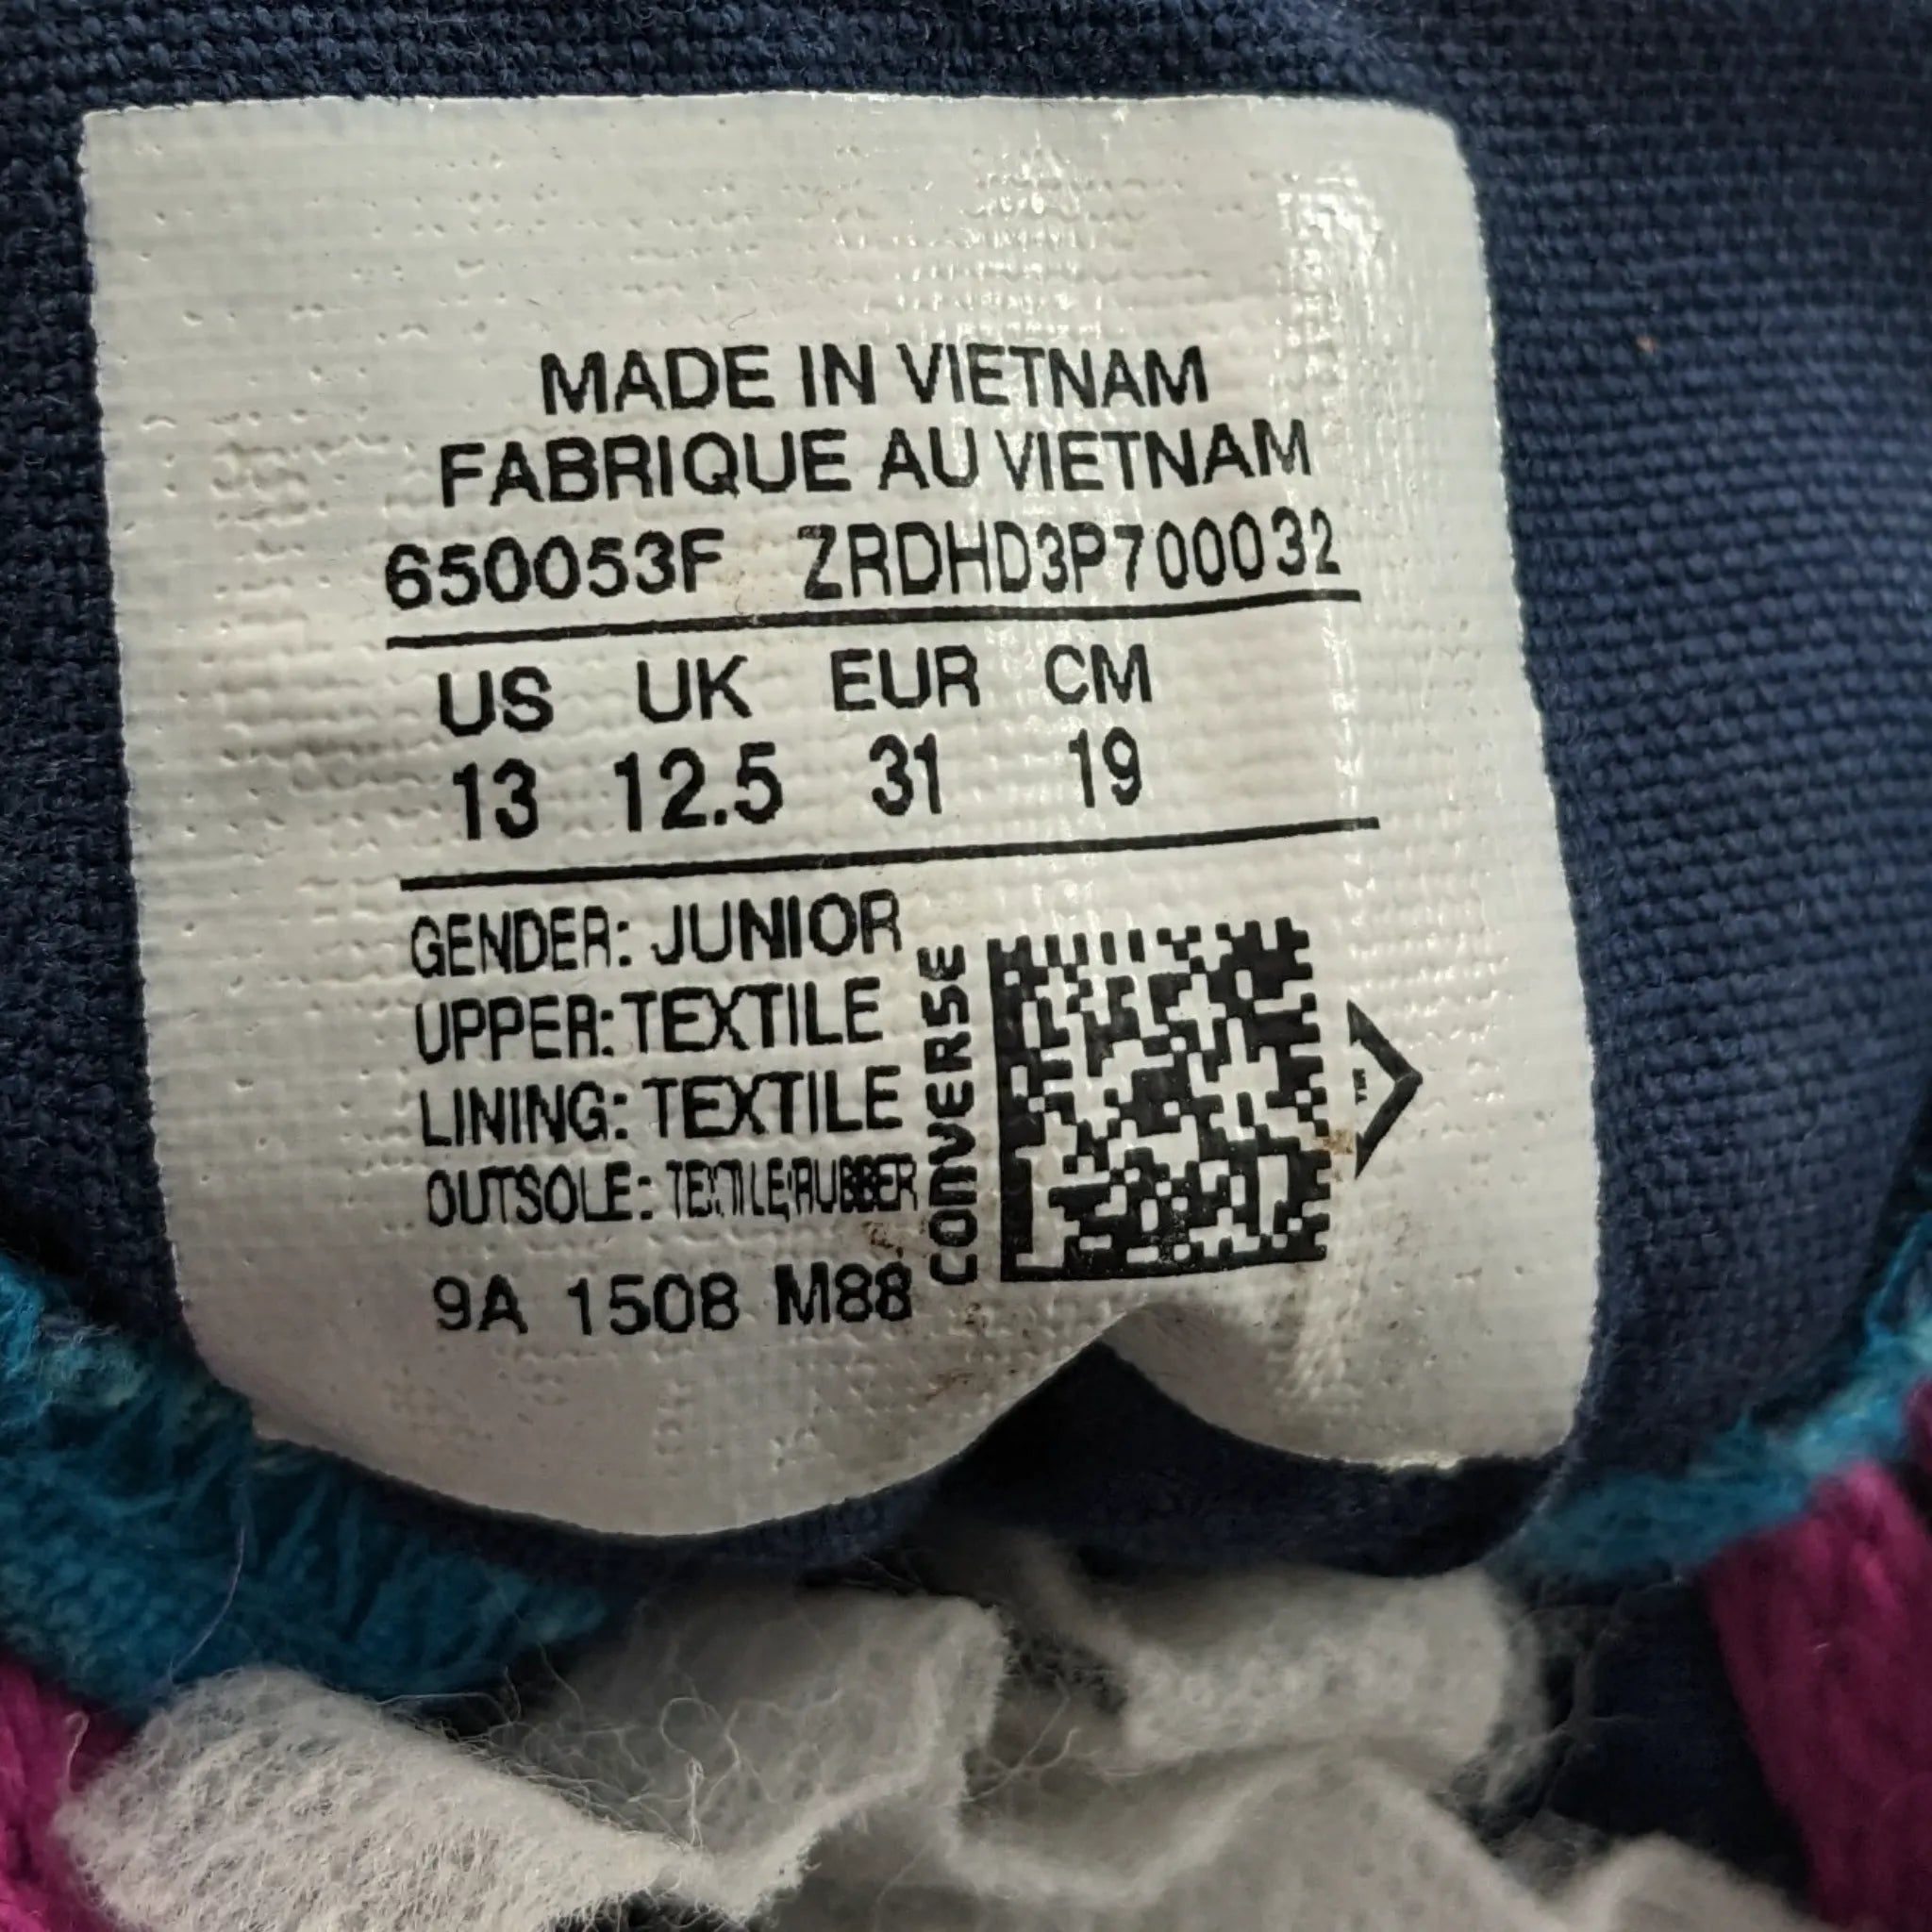 MADE IN VIETNAM
FABRIQUE AU VIETNAM
650053F ZRDHD3P700032
US UK EUR CM
13 12.5 31 19
GENDER: JUNIOR
UPPER: TEXTILE
LINING: TEXTILE
OUTSOLE: TEXTILE/RUBBER
9A 1508 M88
CONVERSE
™